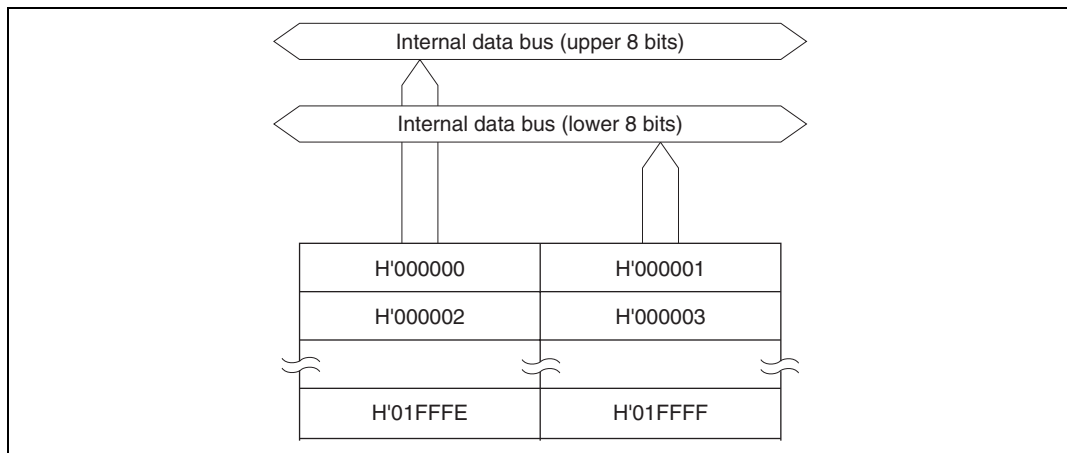 Internal data bus (upper 8 bits)
Internal data bus (lower 8 bits)
H'000000 H'000001
H'000002 H'000003
H'01FFFE H'01FFFF